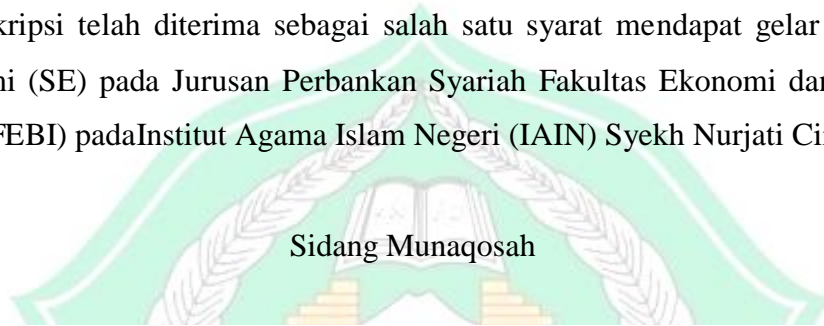 kripsi telah diterima sebagai salah satu syarat mendapat gelar
ni (SE) pada Jurusan Perbankan Syariah Fakultas Ekonomi dar
FEBI) padaInstitut Agama Islam Negeri (IAIN) Syekh Nurjati Ci
Sidang Munaqosah